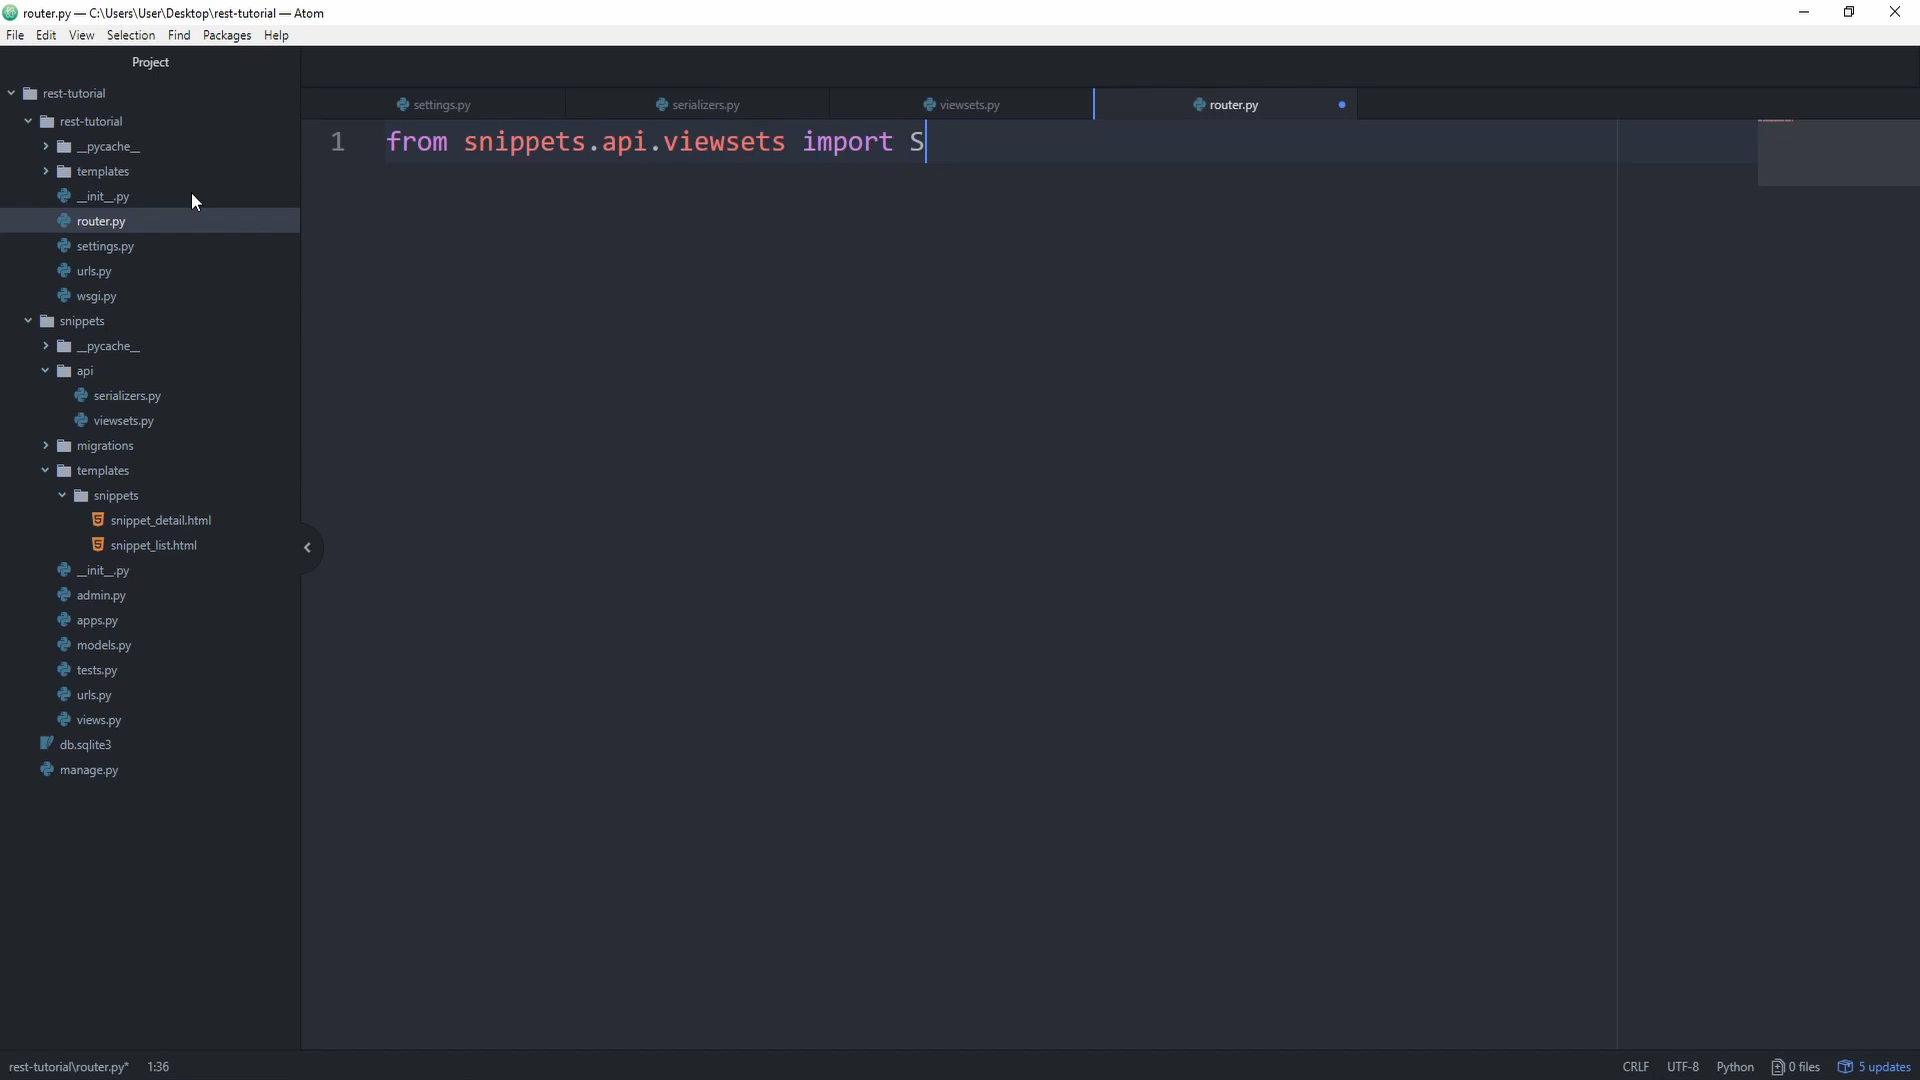 router.py — C:\Users\User\Desktop\rest-tutorial — Atom
File Edit View Selection Find Packages Help
Project
rest-tutorial
rest-tutorial
__pycache__
templates
__init__.py
router.py
settings.py
urls.py
wsgi.py
snippets
__pycache__
api
serializers.py
viewsets.py
migrations
templates
snippets
snippet_detail.html
snippet_list.html
__init__.py
admin.py
apps.py
models.py
tests.py
urls.py
views.py
db.sqlite3
manage.py
settings.py serializers.py viewsets.py router.py
1 from snippets.api.viewsets import S
rest-tutorial\router.py* 1:36 CRLF UTF-8 Python 0 files 5 updates